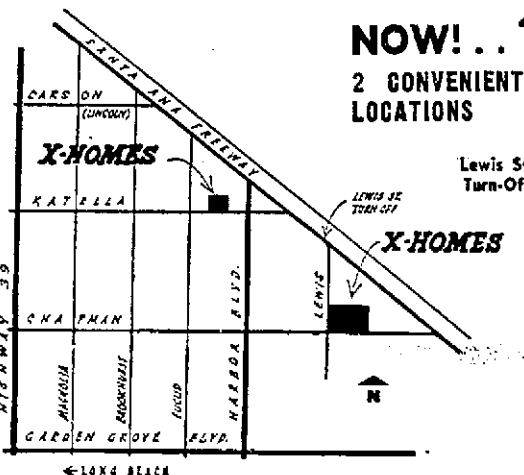 NOW! . .
2 CONVENIENT
LOCATIONS
SANTA ANA FREEWAY
CARSON
(LINCOLN)
X-HOMES
Lewis
Turn-Off
KATELLA
LEWIS ST.
TURN OFF
X-HOMES
HIGHWAY 39
HARBOR BLVD.
LEWIS
CHAPMAN
MAGNOLIA
BROOKHURST
EUCLID
N
GARDEN GROVE BLVD.
←LONG BEACH